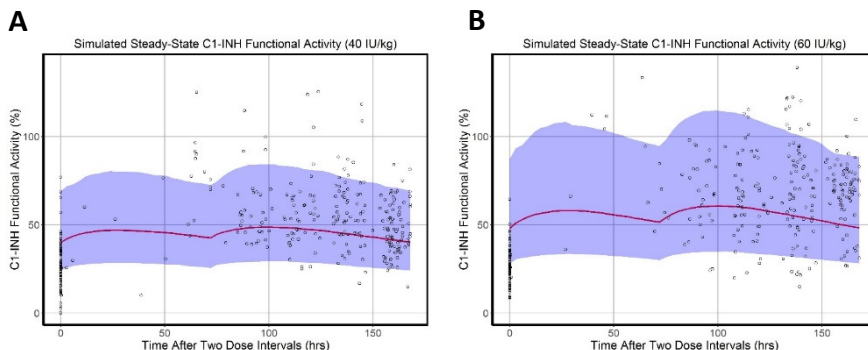 A
Simulated Steady-State C1-INH Functional Activity (40 IU/kg)
C1-INH Functional Activity (%)
100
50
0
0 50 100 150
Time After Two Dose Intervals (hrs)
B
Simulated Steady-State C1-INH Functional Activity (60 IU/kg)
C1-INH Functional Activity (%)
100
50
0
0 50 100 150
Time After Two Dose Intervals (hrs)